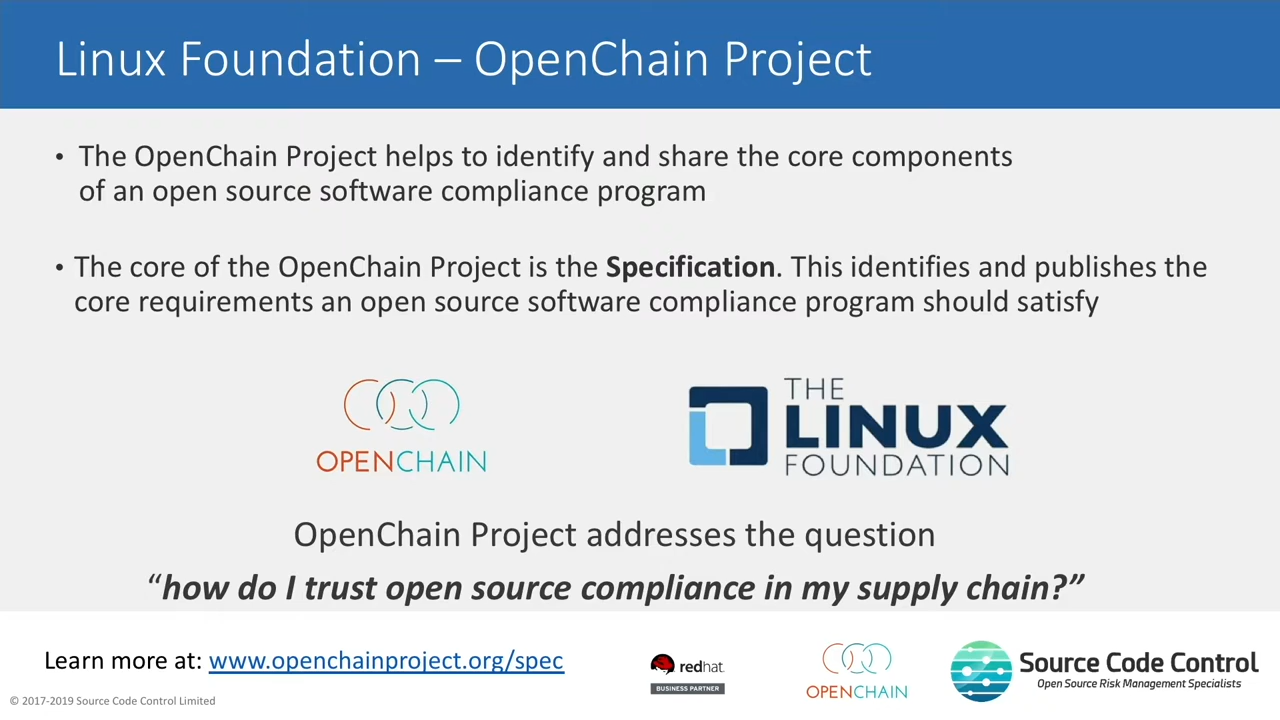 Linux Foundation – OpenChain Project
• The OpenChain Project helps to identify and share the core components
of an open source software compliance program
• The core of the OpenChain Project is the Specification. This identifies and publishes the
core requirements an open source software compliance program should satisfy
OPENCHAIN
THE
LINUX
FOUNDATION
OpenChain Project addresses the question
“how do I trust open source compliance in my supply chain?”
Learn more at: www.openchainproject.org/spec
redhat.
BUSINESS PARTNER
OPENCHAIN
Source Code Control
Open Source Risk Management Specialists
© 2017-2019 Source Code Control Limited